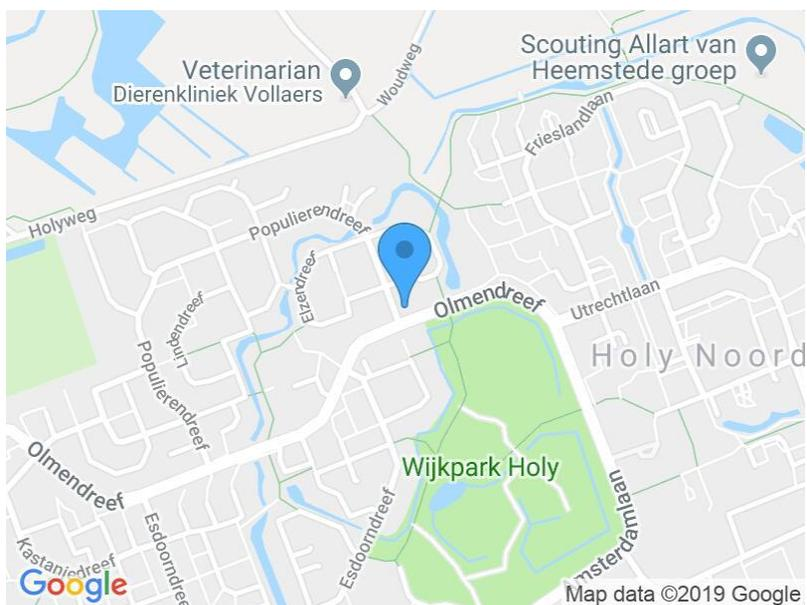 Scouting Allart van
Heemstede groep
Veterinarian
Dierenkliniek Vollaers
Woudweg
Frieslandlaan
Holyweg
Populierendreef
Elzendreef
Olmendreef
Utrechtlaan
Lindendreef
Holy Noord
Populierendreef
Olmendreef
Wijkpark Holy
Esdoorndreef
Esdoorndreef
Kastanjedreef
Amsterdamlaan
Google
Map data ©2019 Google